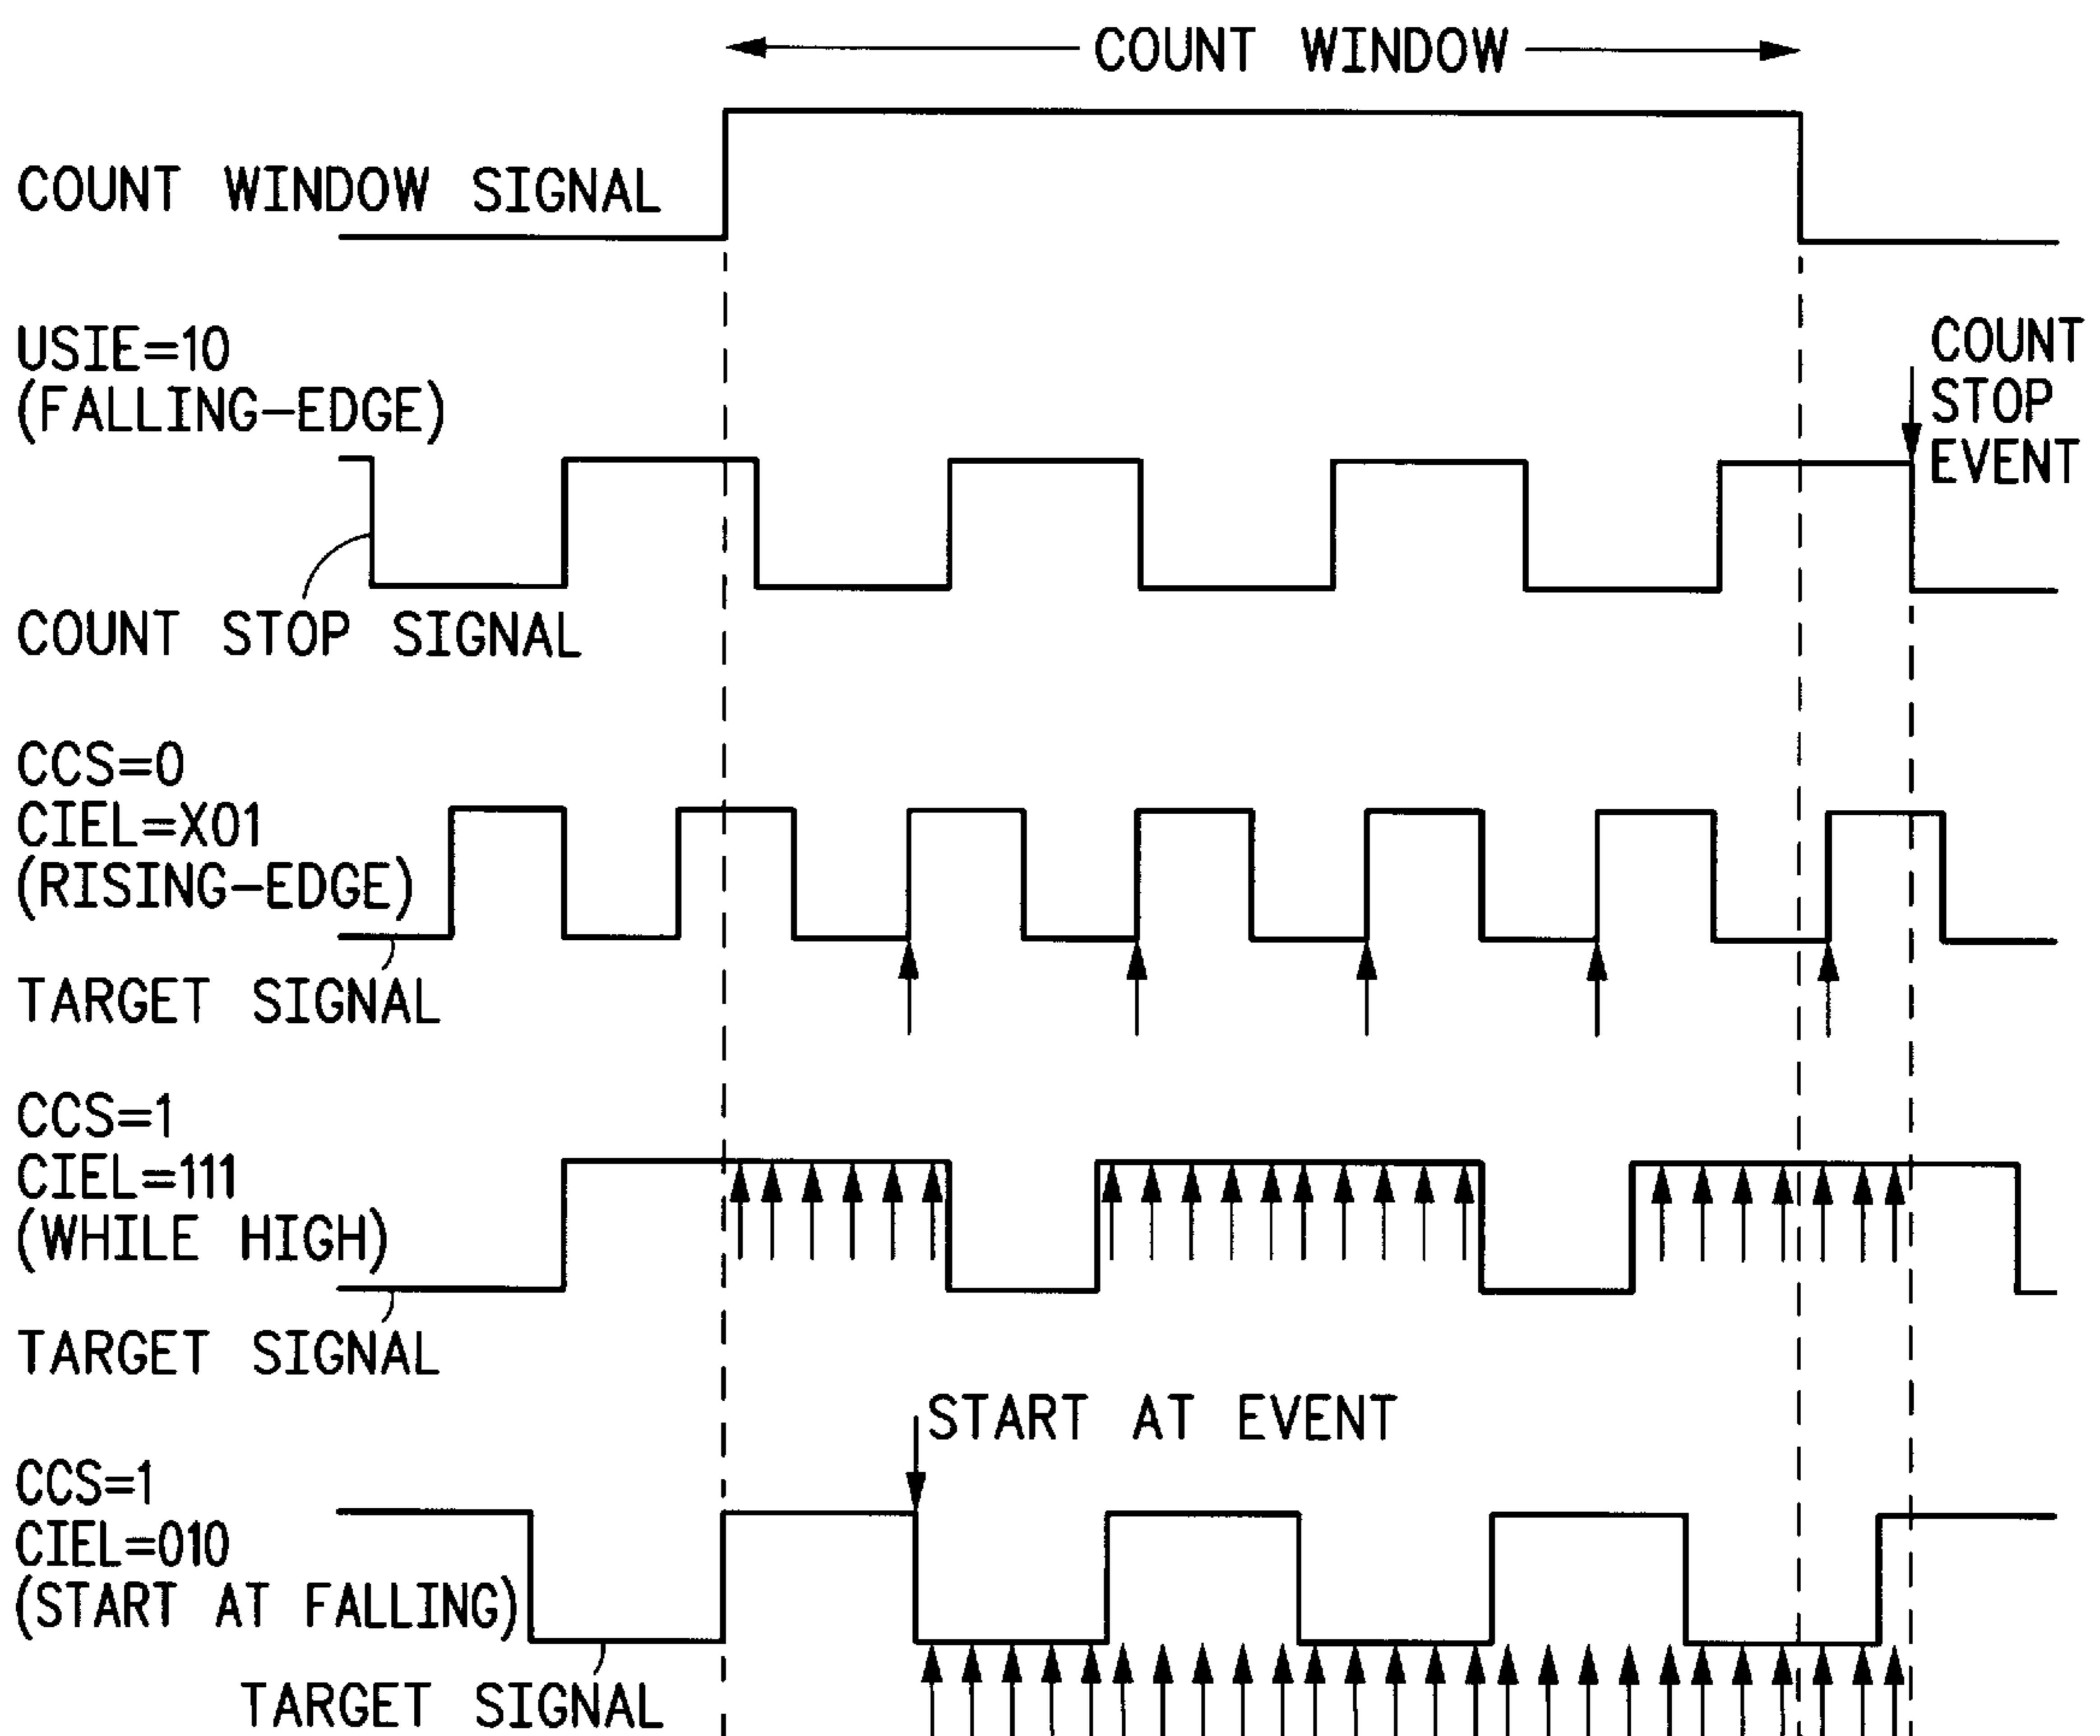 COUNT WINDOW
COUNT WINDOW SIGNAL
USIE=10
(FALLING-EDGE)
COUNT
STOP
EVENT
COUNT STOP SIGNAL
CCS=0
CIEL=X01
(RISING-EDGE)
TARGET SIGNAL
CCS=1
CIEL=111
(WHILE HIGH)
TARGET SIGNAL
START AT EVENT
CCS=1
CIEL=010
(START AT FALLING)
TARGET SIGNAL